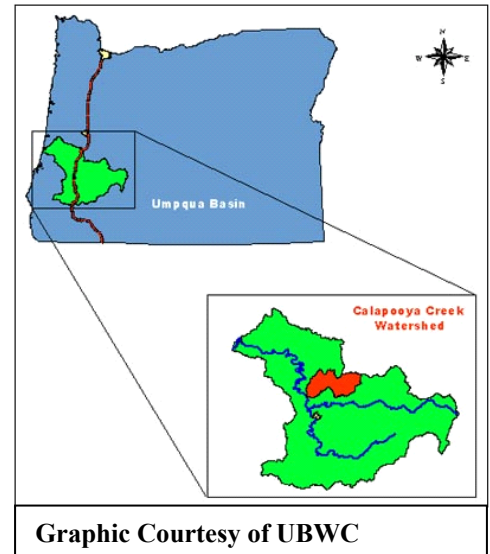 N
W E
S
Umpqua Basin
Calapooya Creek
Watershed
Graphic Courtesy of UBWC